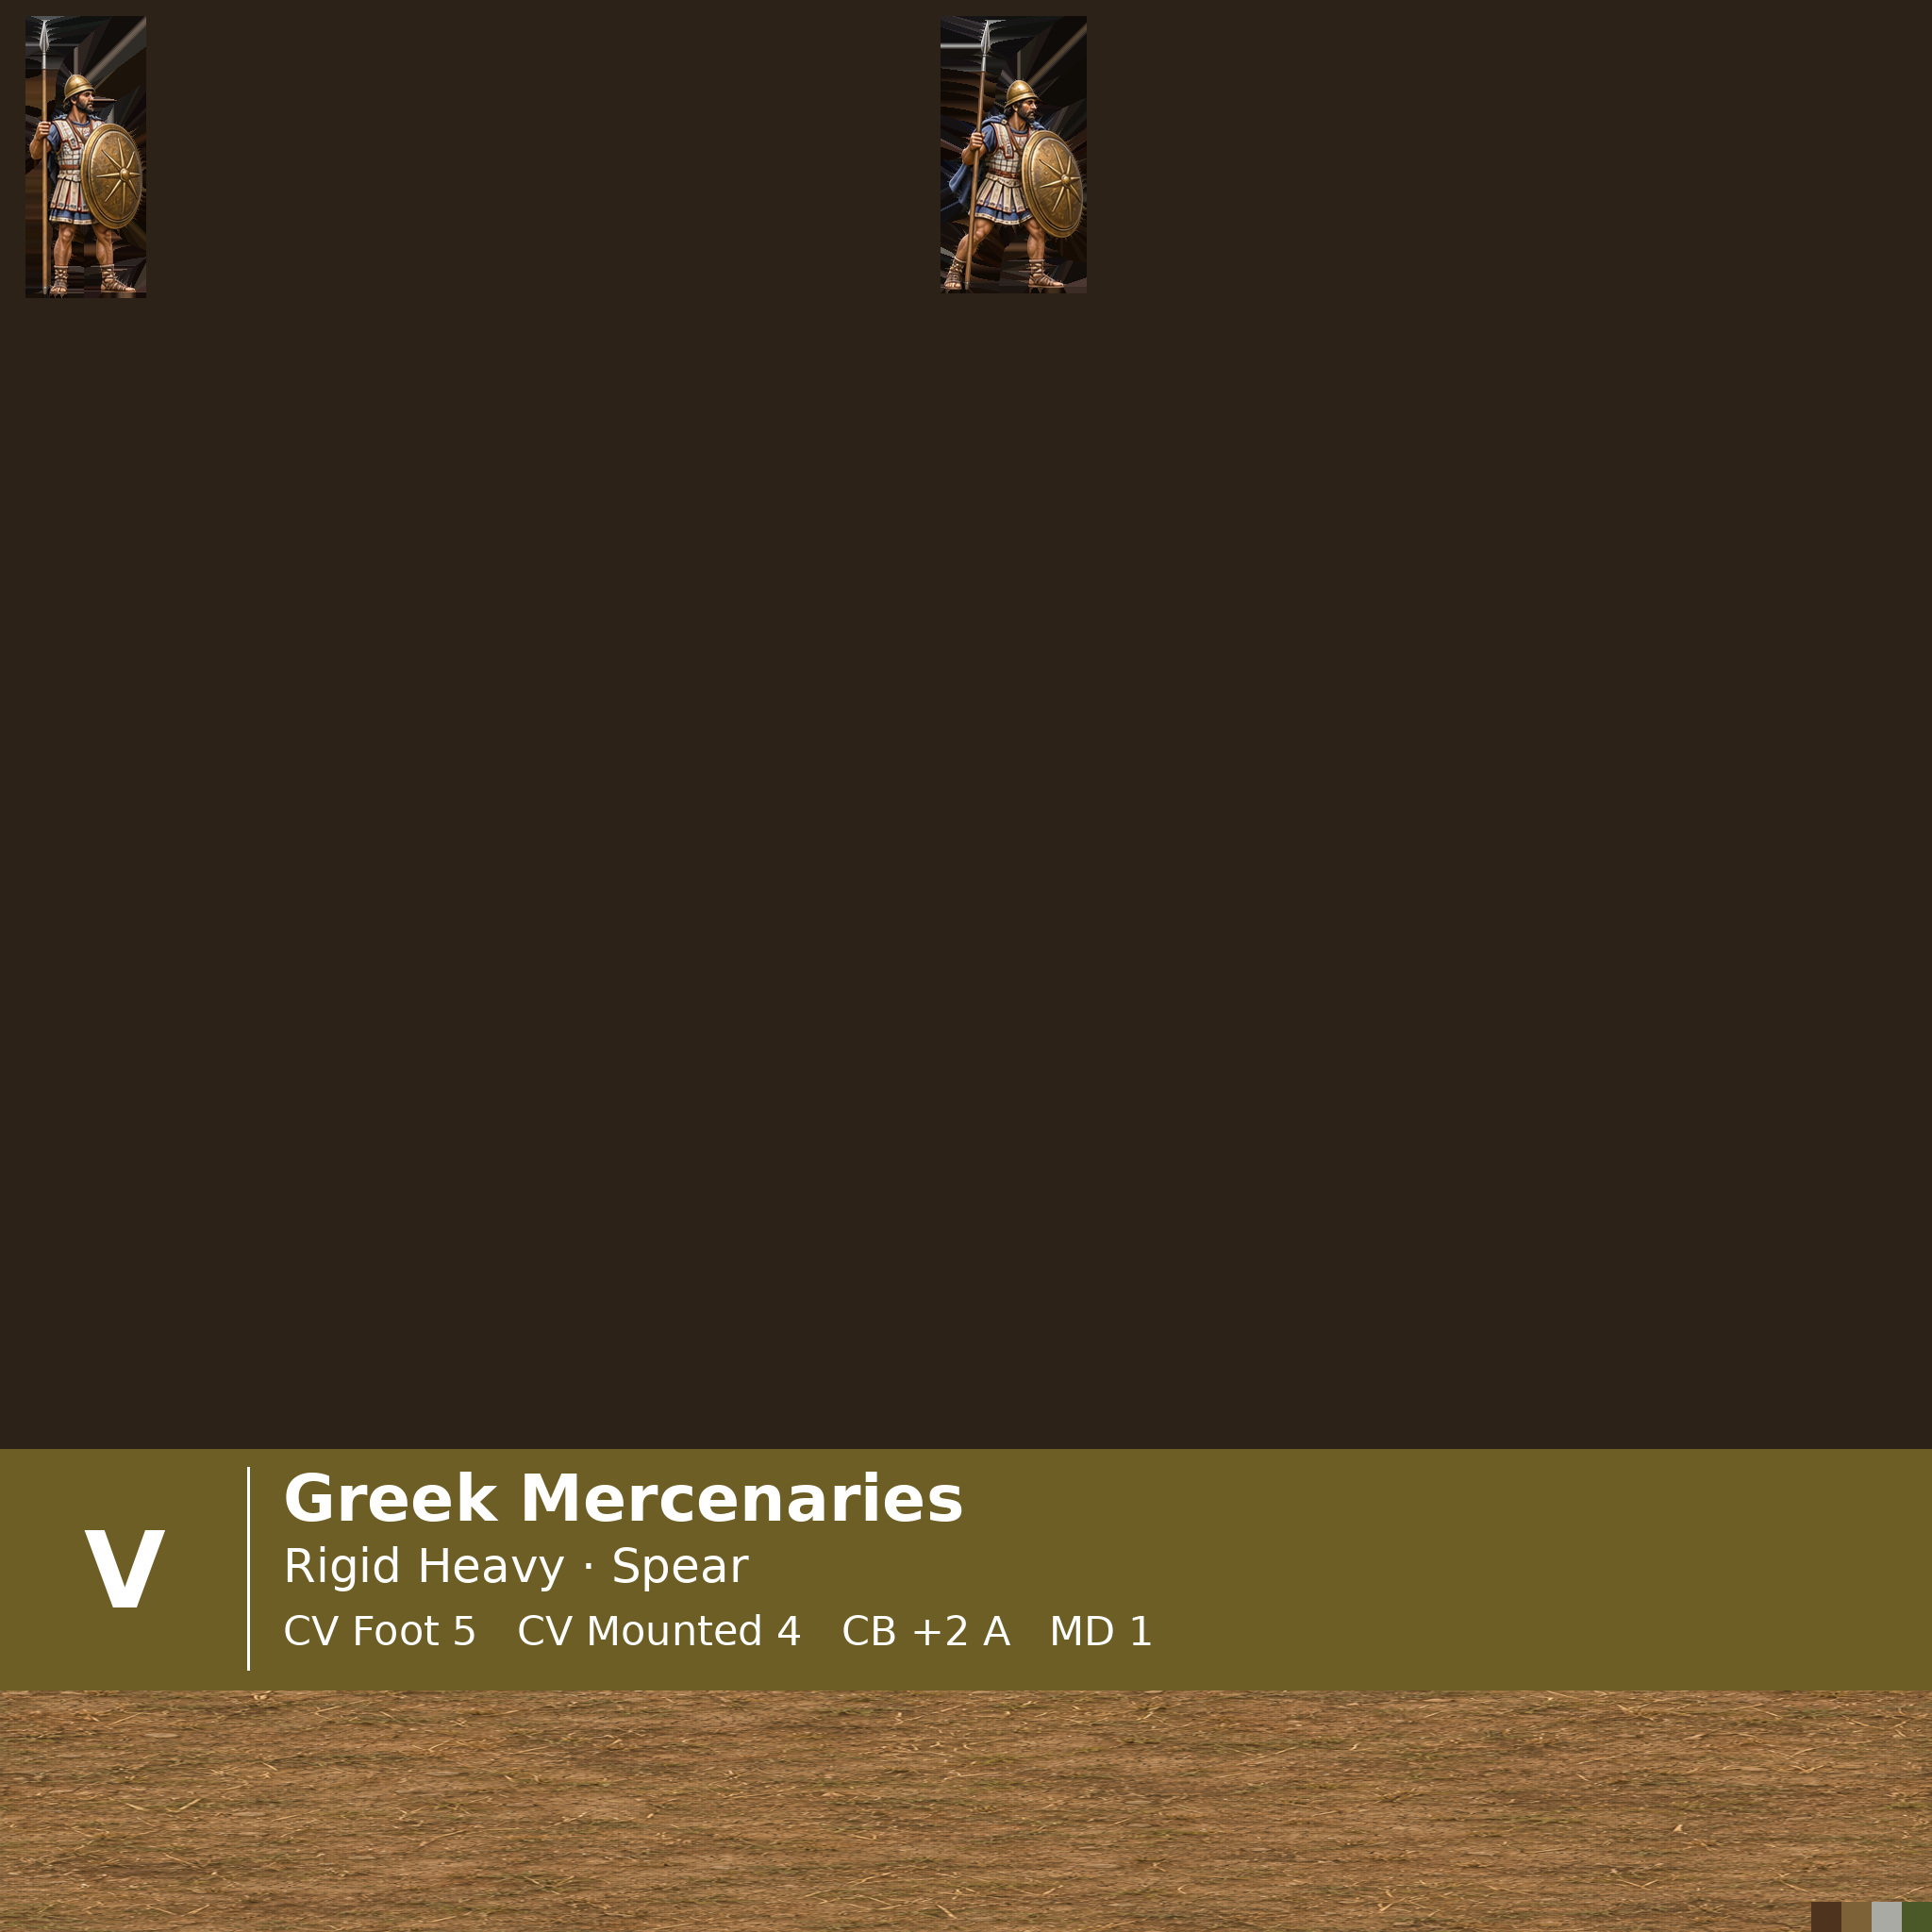 V
Greek Mercenaries
Rigid Heavy · Spear
CV Foot 5 CV Mounted 4 CB +2 A MD 1